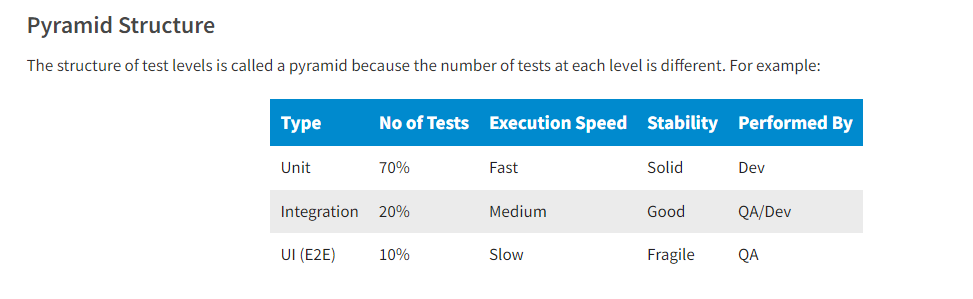 Pyramid Structure
The structure of test levels is called a pyramid because the number of tests at each level is different. For example:
Type No of Tests Execution Speed Stability Performed By
Unit 70% Fast Solid Dev
Integration 20% Medium Good QA/Dev
UI (E2E) 10% Slow Fragile QA